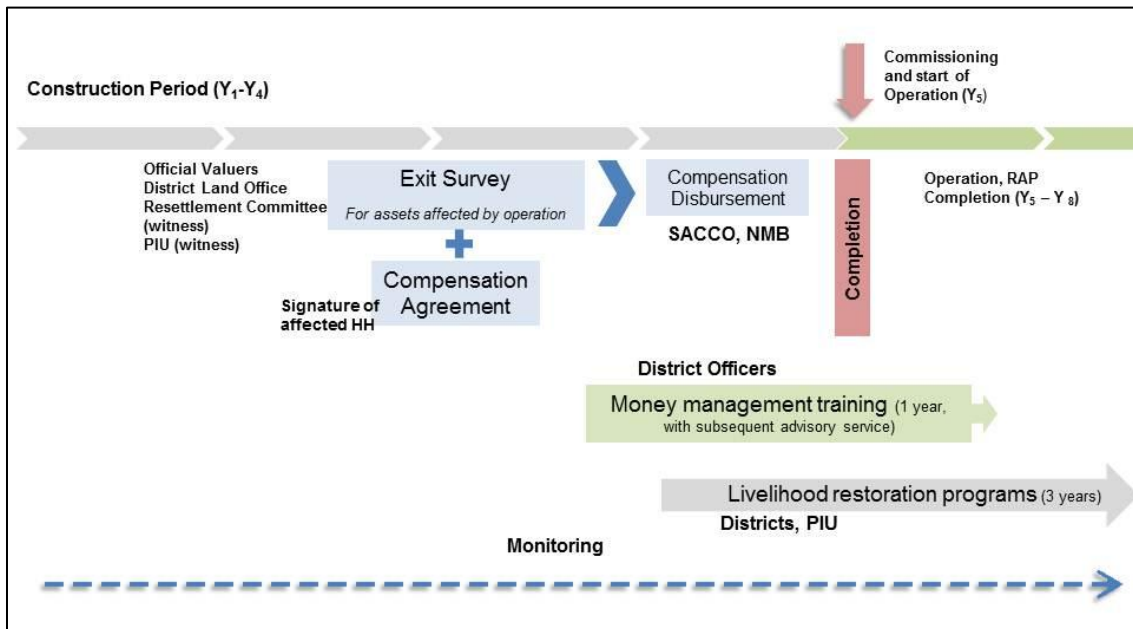 Construction Period (Y1-Y4)
Commissioning
and start of
Operation (Y5)
Official Valuers
District Land Office
Resettlement Committee
(witness)
PIU (witness)
Exit Survey
For assets affected by operation
+
Compensation
Agreement
Signature of
affected HH
Compensation
Disbursement
SACCO, NMB
Completion
Operation, RAP
Completion (Y5 – Y 8)
District Officers
Money management training (1 year,
with subsequent advisory service)
Livelihood restoration programs (3 years)
Districts, PIU
Monitoring